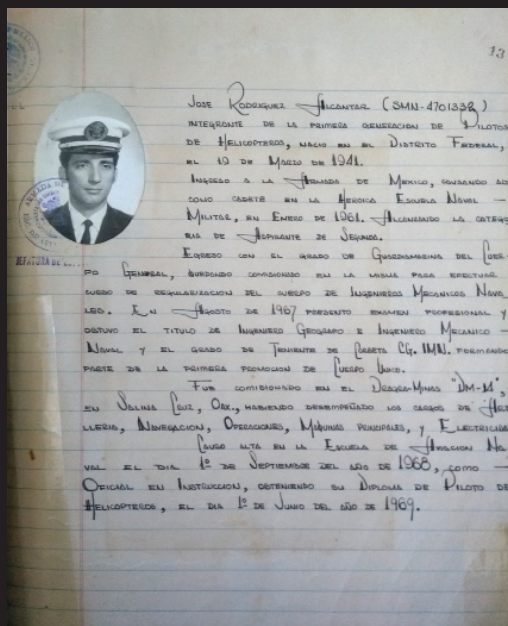 13
JOSE RODRIGUEZ ALCANTAR (SMN-4701338)
INTEGRANTE DE LA PRIMERA GENERACION DE PILOTOS
DE HELICOPTEROS, NACIO EN EL DISTRITO FEDERAL,
EL 19 DE MARZO DE 1941.
INGRESO A LA ARMADA DE MEXICO, CAUSANDO AL
COMO CADETE EN LA HEROICA ESCUELA NAVAL —
MILITAR, EN ENERO DE 1961. ALCANZANDO LA CATEGO
RIA DE ASPIRANTE DE SEGUNDA.
EGRESO CON EL GRADO DE GUARDIAMARINA DEL CUER-
PO GENERAL, QUEDANDO COMISIONADO EN LA MISMA PARA EFECTUAR
CURSO DE REGULARIZACION DEL CUERPO DE INGENIEROS MECANICOS NAVA
LES. EN AGOSTO DE 1967 PRESENTO EXAMEN PROFESIONAL Y
OBTUVO EL TITULO DE INGENIERO GEOGRAFO E INGENIERO MECANICO —
NAVAL Y EL GRADO DE TENIENTE DE CORBETA CG. IMN. FORMANDO
PARTE DE LA PRIMERA PROMOCION DE CUERPO UNICO.
FUE COMISIONADO EN EL DRAGA-MINAS "DM-14",
EN SALINA CRUZ, OAX., HABIENDO DESEMPEÑADO LOS CARGOS DE ARTI
LLERIA, NAVEGACION, OPERACIONES, MAQUINAS PRINCIPALES, Y ELECTRICIDA
CAUSO ALTA EN LA ESCUELA DE AVIACION NA
VAL EL DIA 1º DE SEPTIEMBRE DEL AÑO DE 1968, COMO —
OFICIAL EN INSTRUCCION, OBTENIENDO SU DIPLOMA DE PILOTO DE
HELICOPTEROS, EL DIA 1º DE JUNIO DEL AÑO DE 1969.
ARMADA DE